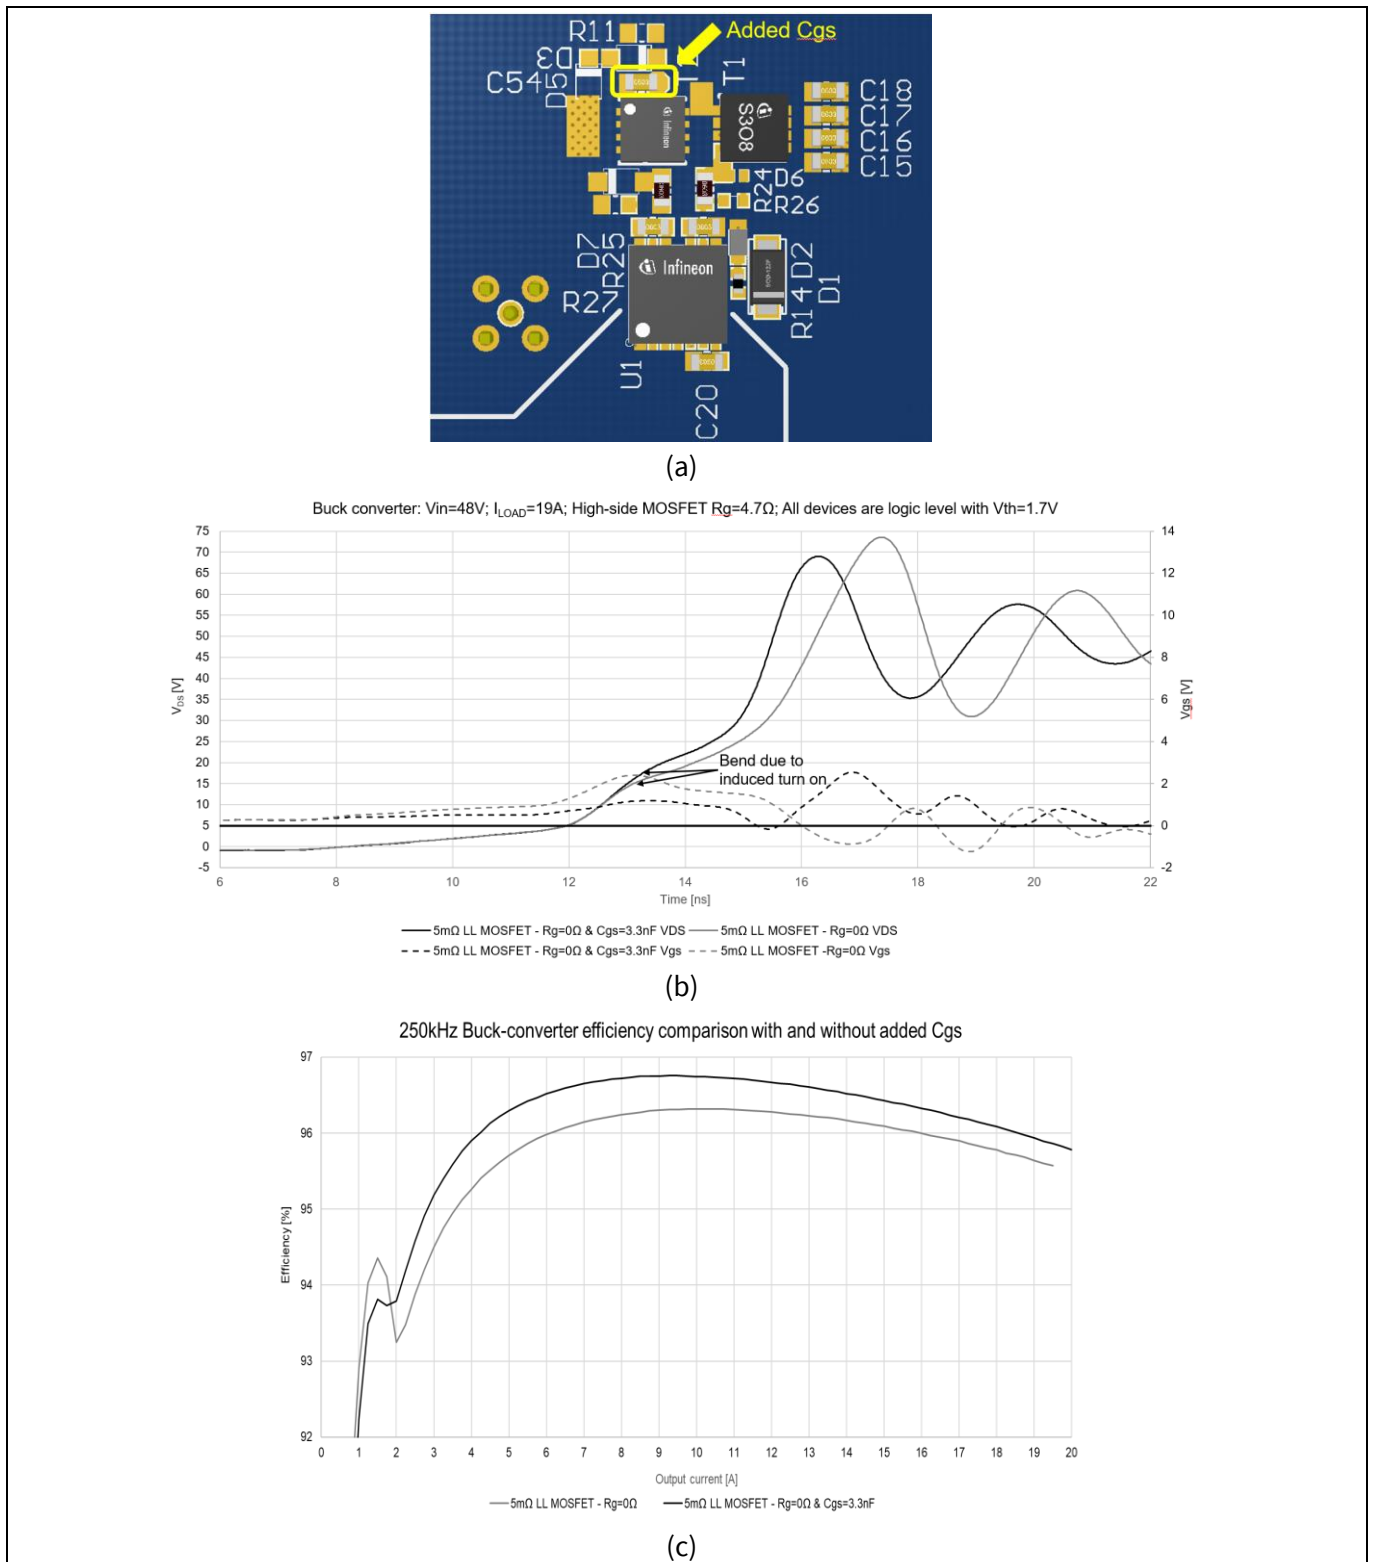 Added Cgs
R11
D3
C54
D5
T1
Infineon
S308
C18
C17
C16
C15
R24
D6
R26
D7
R25
R27
Infineon
D2
R14
D1
U1
C20
(a)
Buck converter: Vin=48V; ILOAD=19A; High-side MOSFET Rg=4.7Ω; All devices are logic level with Vth=1.7V
75
70
65
60
55
50
45
40
35
30
25
20
15
10
5
0
-5
14
12
10
8
6
4
2
0
-2
VDS [V]
Vgs [V]
Bend due to
induced turn on
6 8 10 12 14 16 18 20 22
Time [ns]
5mΩ LL MOSFET - Rg=0Ω & Cgs=3.3nF VDS 5mΩ LL MOSFET - Rg=0Ω VDS
5mΩ LL MOSFET - Rg=0Ω & Cgs=3.3nF Vgs 5mΩ LL MOSFET -Rg=0Ω Vgs
(b)
250kHz Buck-converter efficiency comparison with and without added Cgs
97
96
95
94
93
92
Efficiency [%]
0 1 2 3 4 5 6 7 8 9 10 11 12 13 14 15 16 17 18 19 20
Output current [A]
5mΩ LL MOSFET - Rg=0Ω 5mΩ LL MOSFET - Rg=0Ω & Cgs=3.3nF
(c)